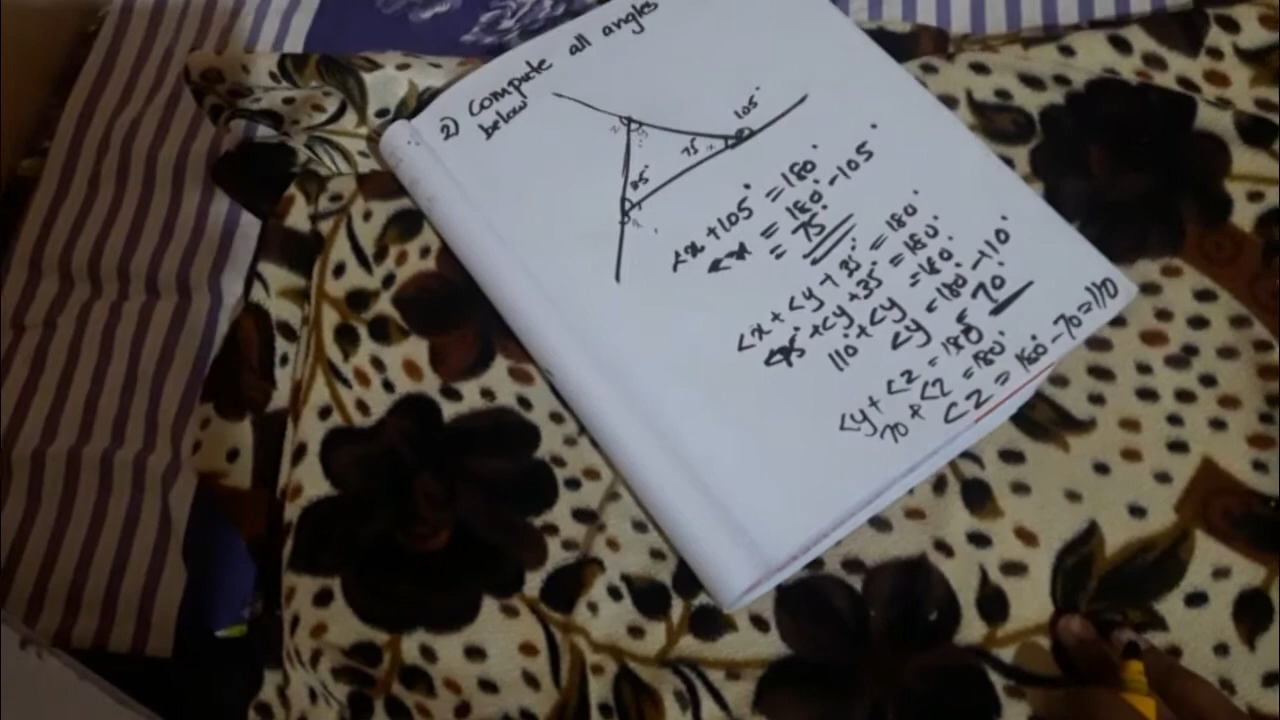 2) Compute all angles
below
105°
75
35°
<x + 105° = 180°
<x = 180° - 105°
= 75°
<x + <y + 35° = 180°
75° + <y + 35° = 180°
110° + <y = 180°
<y = 180° - 110°
= 70°
<y + <z = 180°
70 + <z = 180°
<z = 180° - 70 = 110